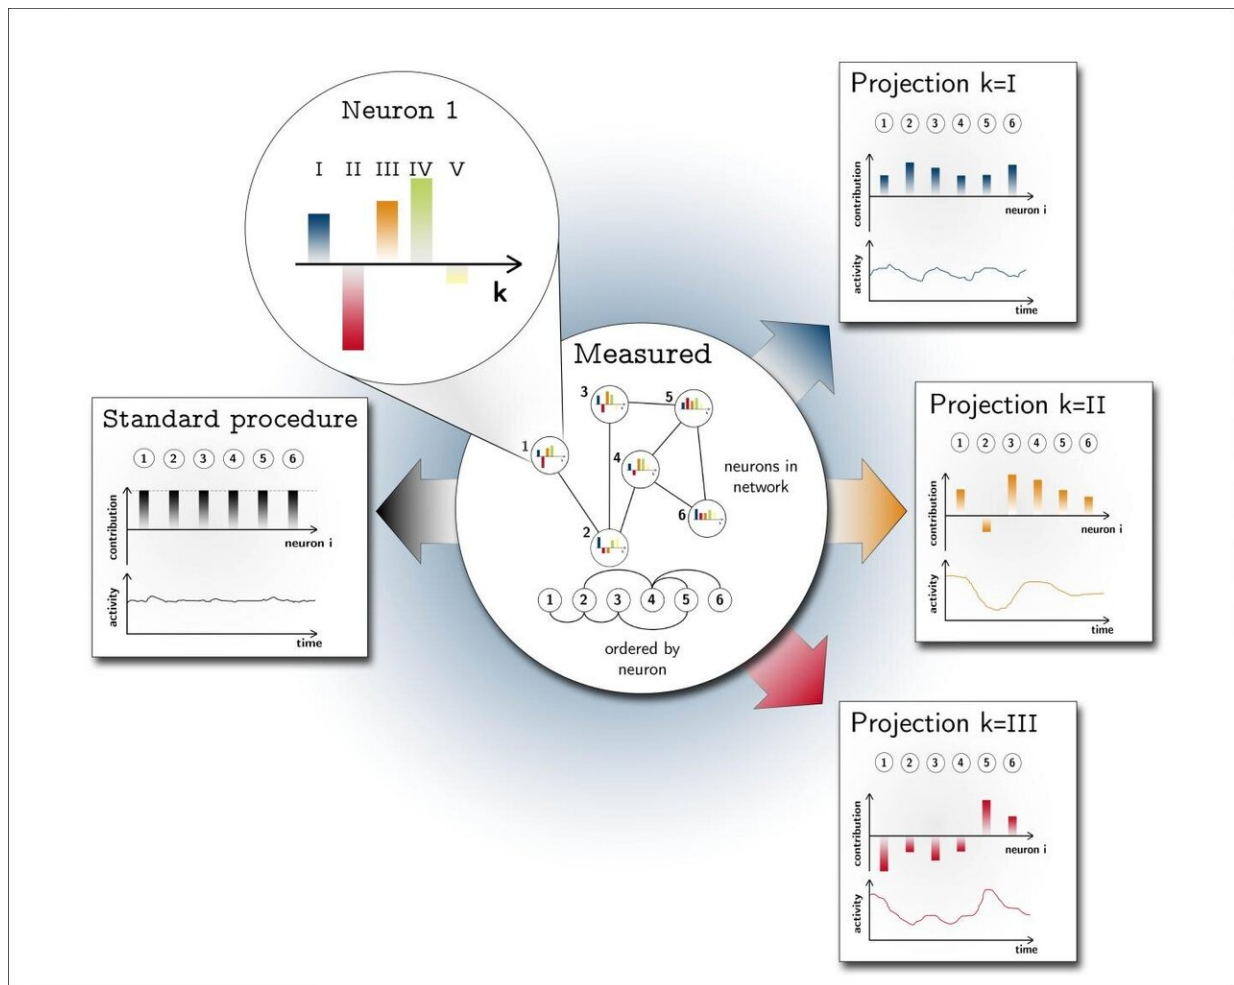 Neuron 1
I II III IV V
k
Measured
3
5
1
4
6
2
neurons in
network
1 2 3 4 5 6
ordered by
neuron
Standard procedure
1 2 3 4 5 6
contribution
neuron i
activity
time
Projection k=I
1 2 3 4 5 6
contribution
neuron i
activity
time
Projection k=II
1 2 3 4 5 6
contribution
neuron i
activity
time
Projection k=III
1 2 3 4 5 6
contribution
neuron i
activity
time